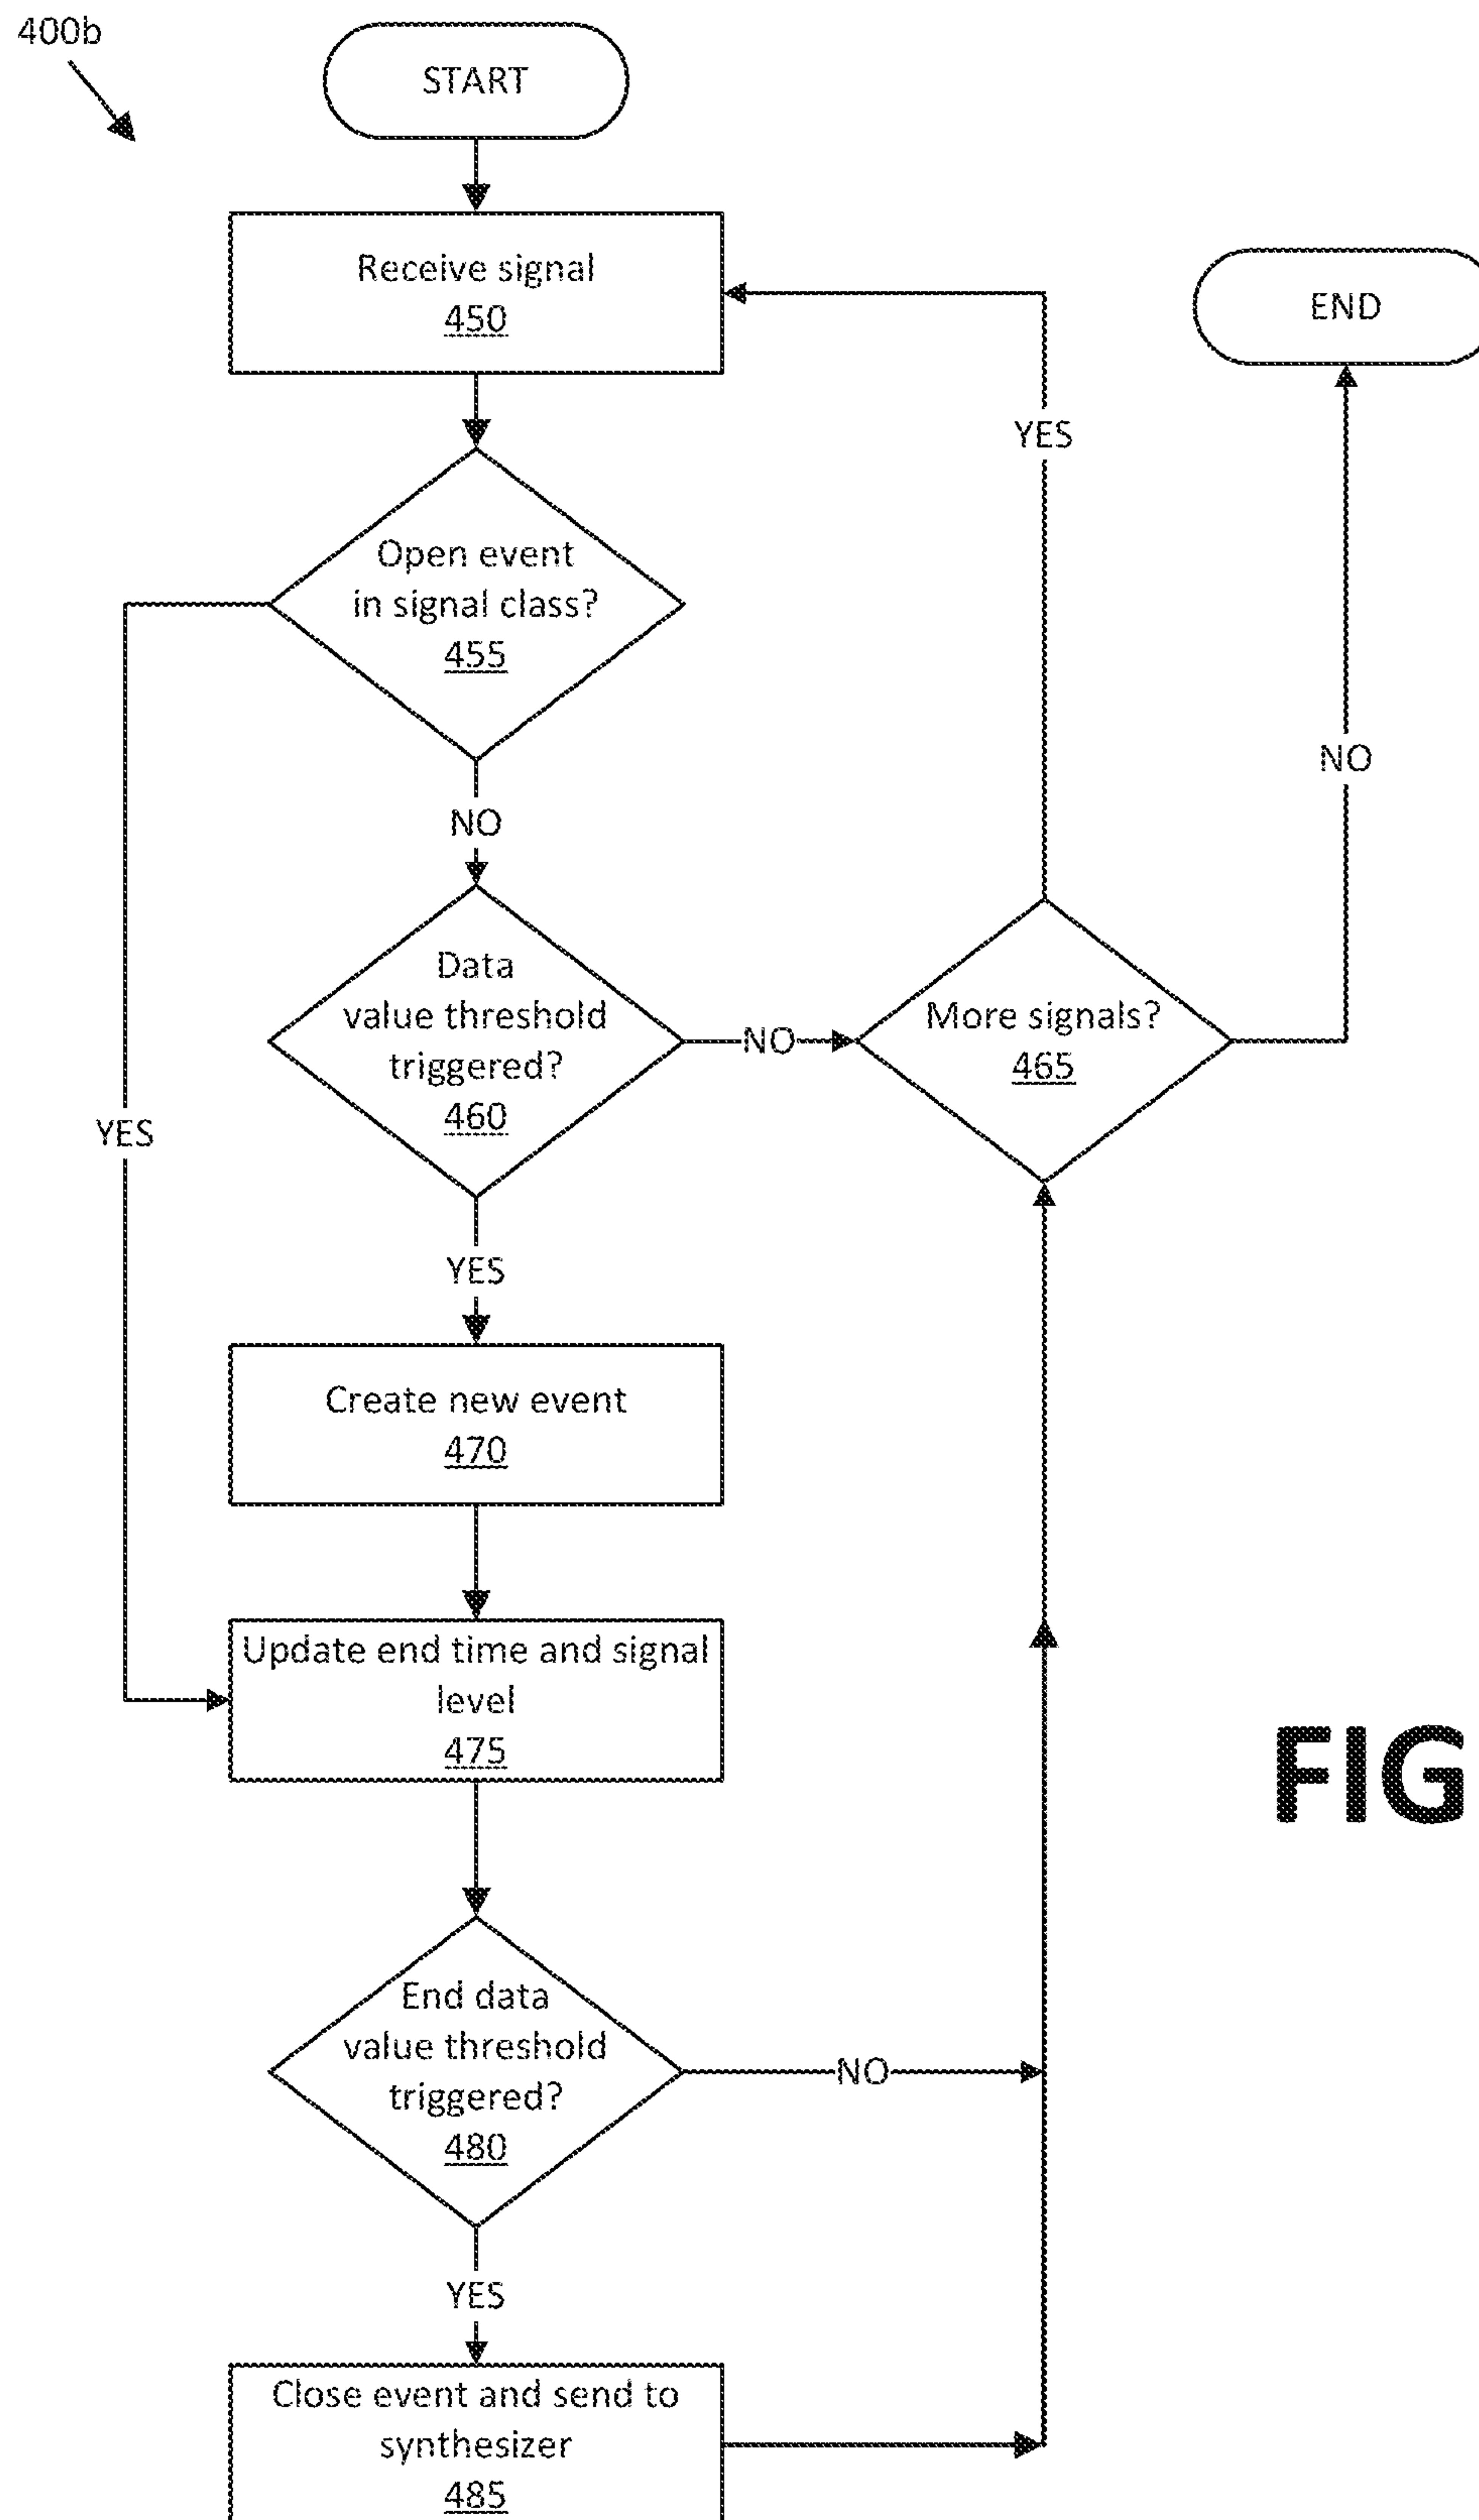 400b
START
Receive signal
450
END
YES
Open event
in signal class?
455
NO
NO
Data
value threshold
triggered?
460
NO
More signals?
465
YES
YES
Create new event
470
Update end time and signal
level
475
FIG
End data
value threshold
triggered?
480
NO
YES
Close event and send to
synthesizer
485